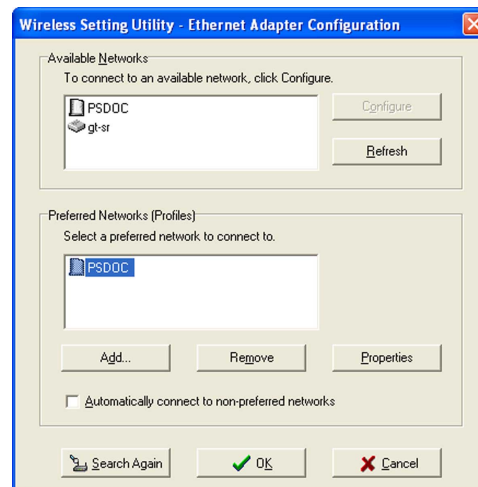 Wireless Setting Utility - Ethernet Adapter Configuration
Available Networks
To connect to an available network, click Configure.
PSDOC
Configure
gt-sr
Refresh
Preferred Networks (Profiles)
Select a preferred network to connect to.
PSDOC
Add...
Remove
Properties
Automatically connect to non-preferred networks
Search Again
OK
Cancel